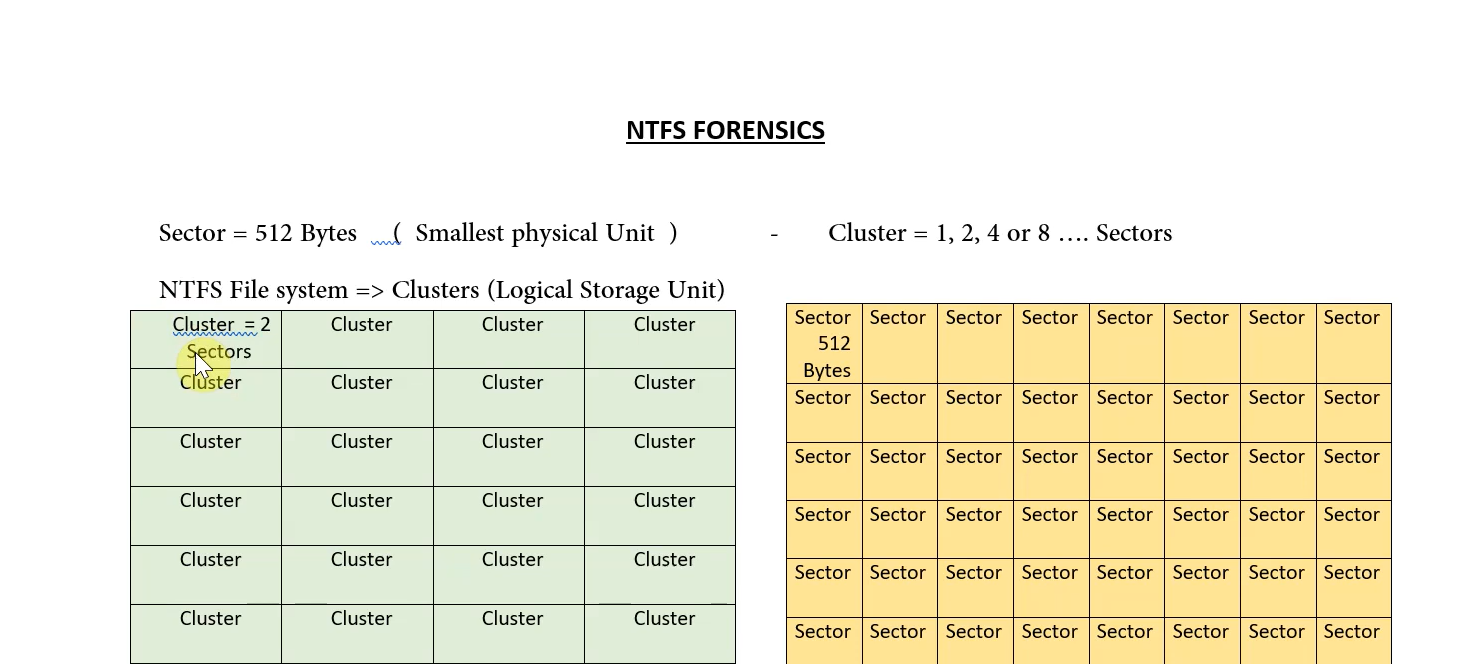 NTFS FORENSICS
Sector = 512 Bytes ( Smallest physical Unit ) - Cluster = 1, 2, 4 or 8 .... Sectors
NTFS File system => Clusters (Logical Storage Unit)
Cluster = 2 Sectors Cluster Cluster Cluster
Cluster Cluster Cluster Cluster
Cluster Cluster Cluster Cluster
Cluster Cluster Cluster Cluster
Cluster Cluster Cluster Cluster
Cluster Cluster Cluster Cluster
Sector 512 Bytes Sector Sector Sector Sector Sector Sector Sector
Sector Sector Sector Sector Sector Sector Sector Sector
Sector Sector Sector Sector Sector Sector Sector Sector
Sector Sector Sector Sector Sector Sector Sector Sector
Sector Sector Sector Sector Sector Sector Sector Sector
Sector Sector Sector Sector Sector Sector Sector Sector